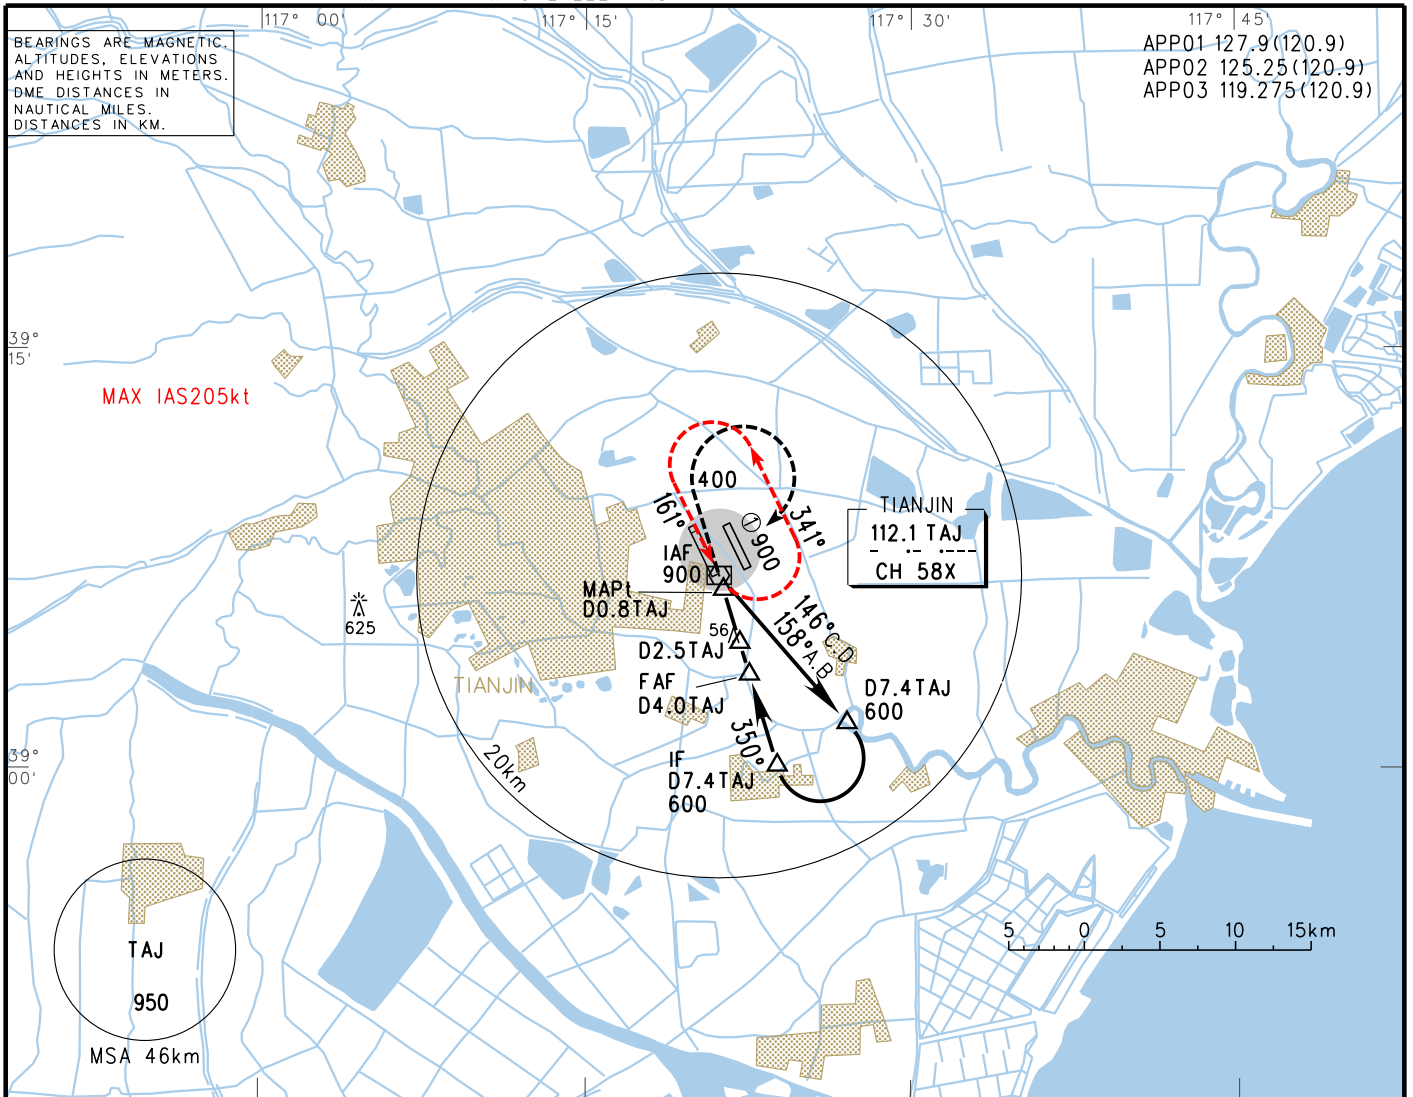 117° 00'
117° 15'
117° 30'
117° 45'
BEARINGS ARE MAGNETIC.
ALTITUDES, ELEVATIONS
AND HEIGHTS IN METERS.
DME DISTANCES IN
NAUTICAL MILES.
DISTANCES IN KM.
APP01 127.9(120.9)
APP02 125.25(120.9)
APP03 119.275(120.9)
39°
15'
MAX IAS205kt
400
161°
341°
1 900
TIANJIN
112.1 TAJ
- .- .---
CH 58X
IAF
900
MAPt
D0.8TAJ
625
146°C.D
158°A.B
56
D2.5TAJ
FAF
D4.0TAJ
TIANJIN
D7.4TAJ
600
350°
IF
D7.4TAJ
600
20km
39°
00'
TAJ
950
MSA 46km
5 0 5 10 15km